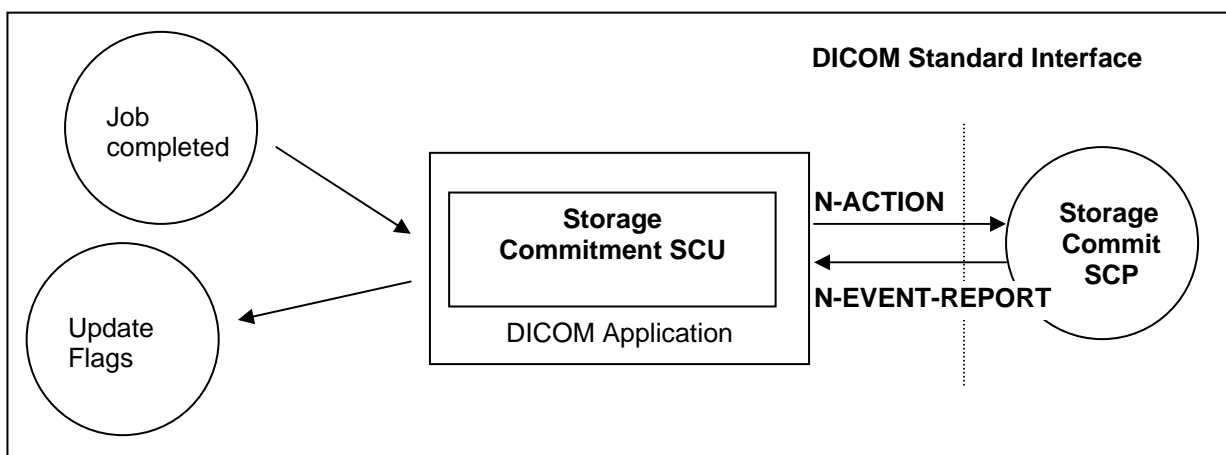 DICOM Standard Interface
Job
completed
Storage
Commitment SCU
DICOM Application
N-ACTION
N-EVENT-REPORT
Storage
Commit
SCP
Update
Flags